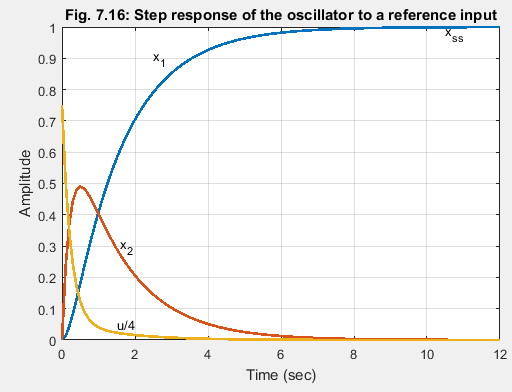 Fig. 7.16: Step response of the oscillator to a reference input
1
0.9
0.8
0.7
0.6
0.5
0.4
0.3
0.2
0.1
0
Amplitude
x1
xss
x2
u/4
0 2 4 6 8 10 12
Time (sec)